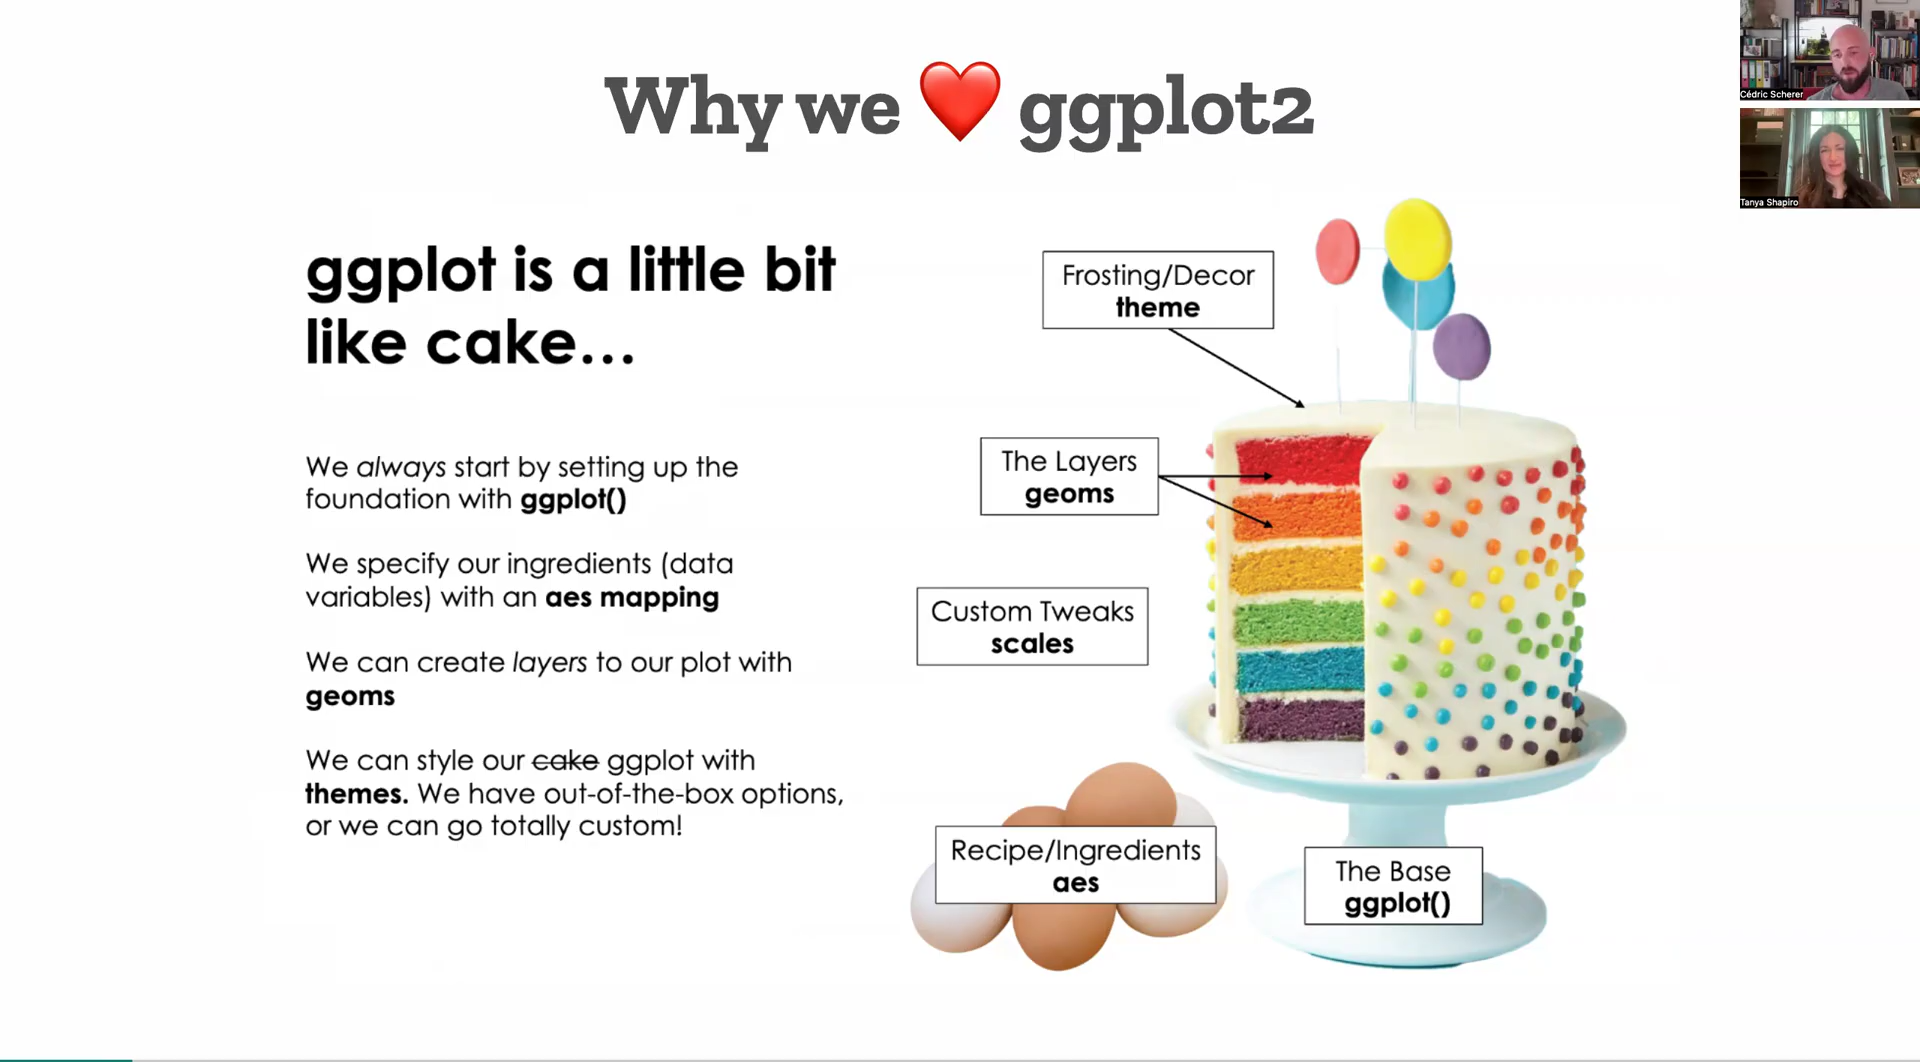 Why we ❤️ ggplot2
Cédric Scherer
Tanya Shapiro
ggplot is a little bit
like cake...
We always start by setting up the
foundation with ggplot()
We specify our ingredients (data
variables) with an aes mapping
We can create layers to our plot with
geoms
We can style our cake ggplot with
themes. We have out-of-the-box options,
or we can go totally custom!
Frosting/Decor
theme
The Layers
geoms
Custom Tweaks
scales
Recipe/Ingredients
aes
The Base
ggplot()